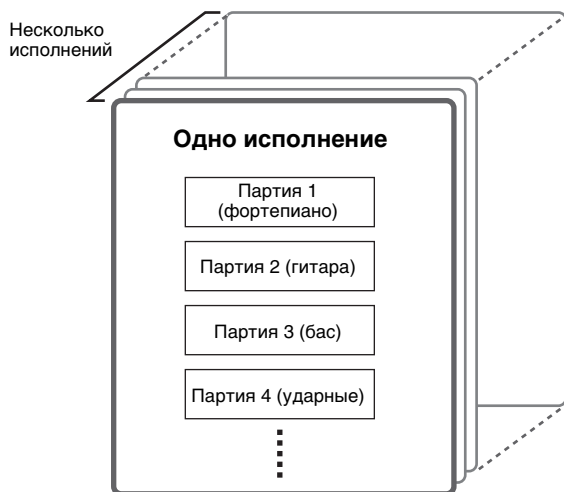 Несколько
исполнений
Одно исполнение
Партия 1
(фортепиано)
Партия 2 (гитара)
Партия 3 (бас)
Партия 4 (ударные)